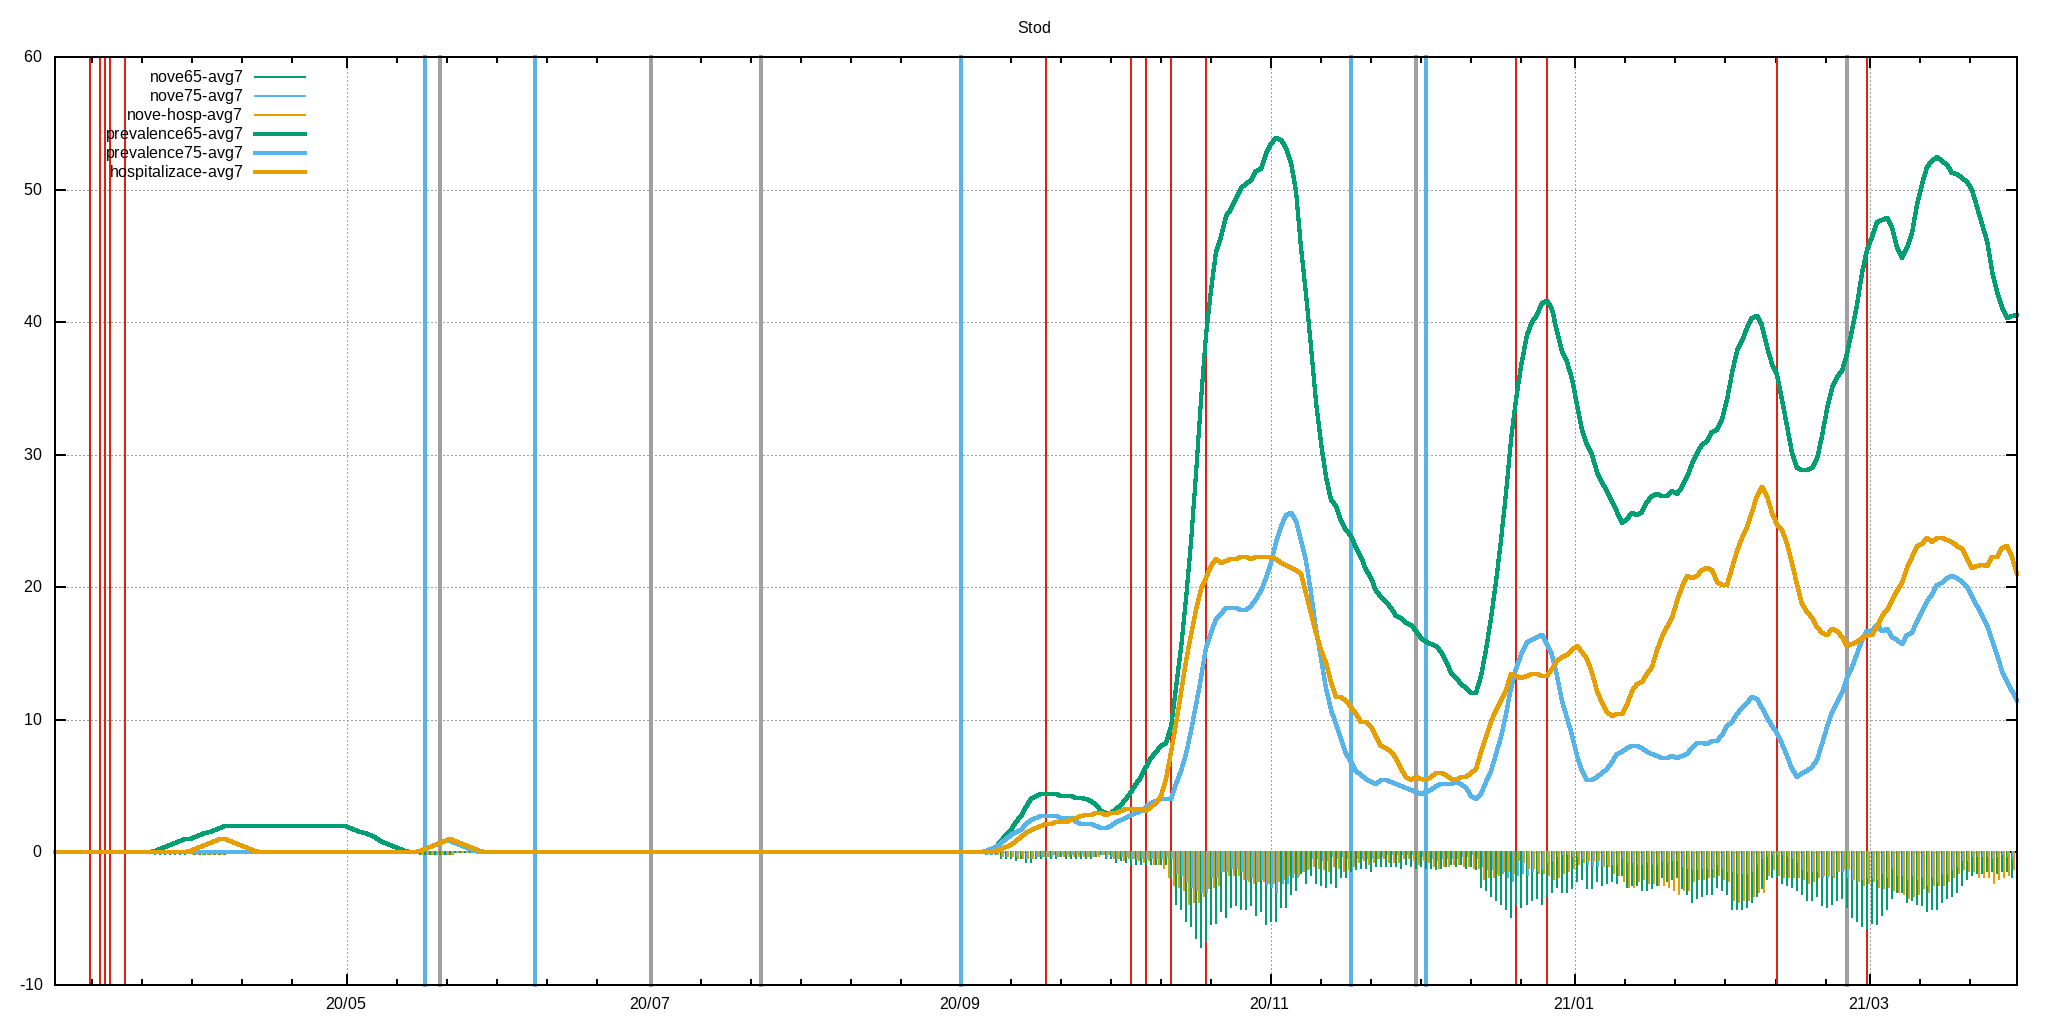 Stod
60
nove65-avg7
nove75-avg7
nove-hosp-avg7
prevalence65-avg7
prevalence75-avg7
hospitalizace-avg7
50
40
30
20
10
0
-10
20/05
20/07
20/09
20/11
21/01
21/03